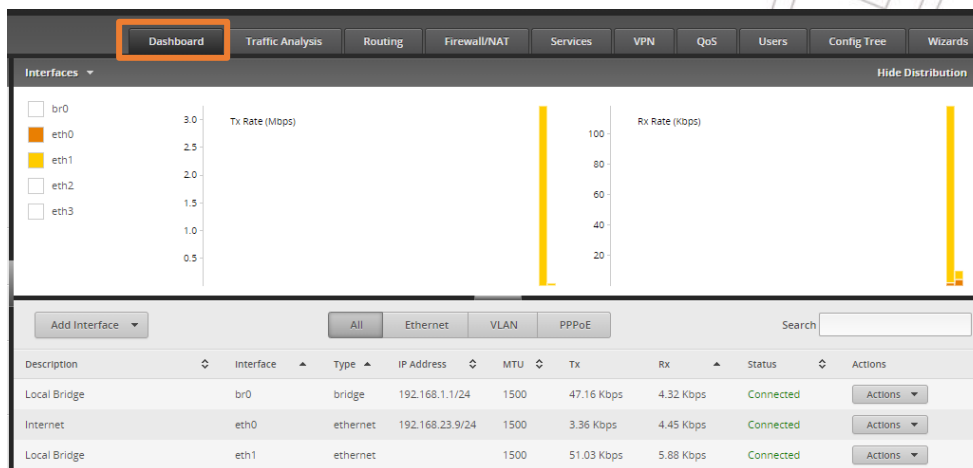 Dashboard Traffic Analysis Routing Firewall/NAT Services VPN QoS Users Config Tree Wizards
Interfaces Hide Distribution
br0
eth0
eth1
eth2
eth3
Tx Rate (Mbps)
3.0
2.5
2.0
1.5
1.0
0.5
Rx Rate (Kbps)
100
80
60
40
20
Add Interface All Ethernet VLAN PPPoE Search
Description Interface Type IP Address MTU Tx Rx Status Actions
Local Bridge br0 bridge 192.168.1.1/24 1500 47.16 Kbps 4.32 Kbps Connected Actions
Internet eth0 ethernet 192.168.23.9/24 1500 3.36 Kbps 4.45 Kbps Connected Actions
Local Bridge eth1 ethernet 1500 51.03 Kbps 5.88 Kbps Connected Actions